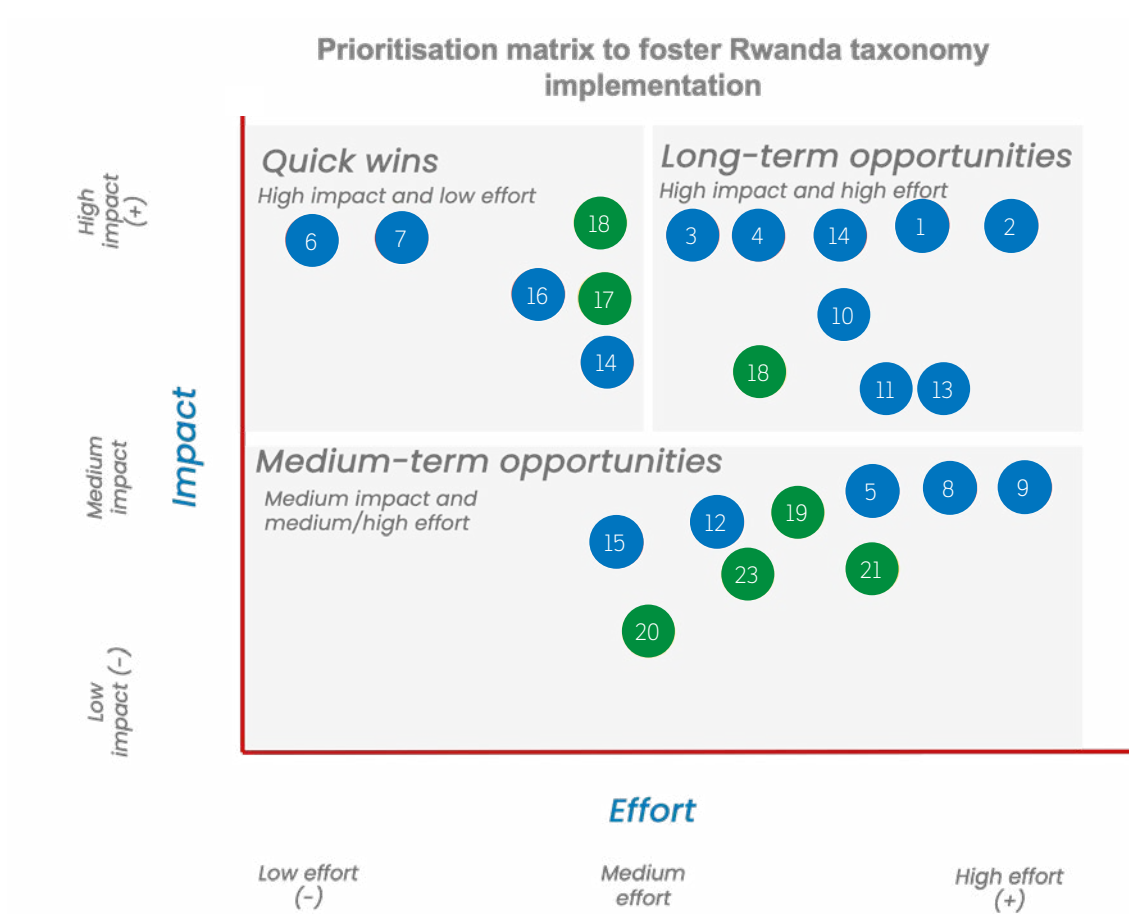 Prioritisation matrix to foster Rwanda taxonomy
implementation
High
impact
(+)
Medium
impact
Low
impact (-)
Impact
Quick wins
High impact and low effort
6
7
18
16
17
14
Long-term opportunities
High impact and high effort
3
4
14
1
2
10
18
11
13
Medium-term opportunities
Medium impact and
medium/high effort
5
8
9
19
12
15
23
21
20
Effort
Low effort
(-)
Medium
effort
High effort
(+)